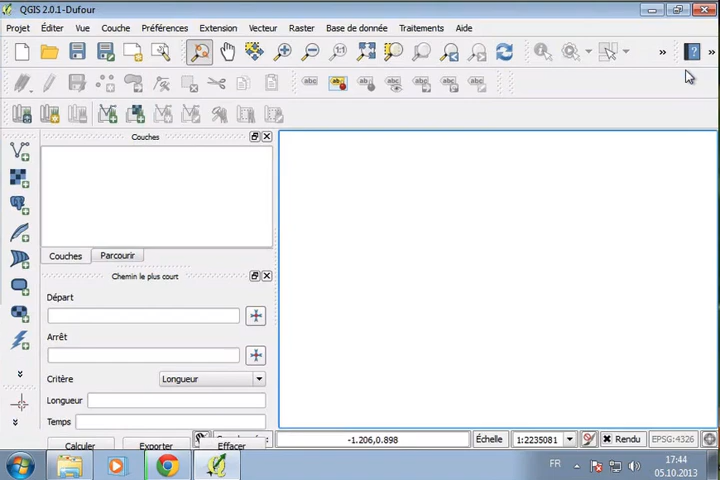 QGIS 2.0.1-Dufour
Projet Éditer Vue Couche Préférences Extension Vecteur Raster Base de donnée Traitements Aide
1:1
» ? »
abc abc abc abc abc abc abc
Couches
Couches Parcourir
Chemin le plus court
Départ
Arrêt
Critère Longueur
Longueur
Temps
Calculer Exporter Effacer
-1.206,0.898 Échelle 1:2235081 Rendu EPSG:4326
FR 17:44
05.10.2013